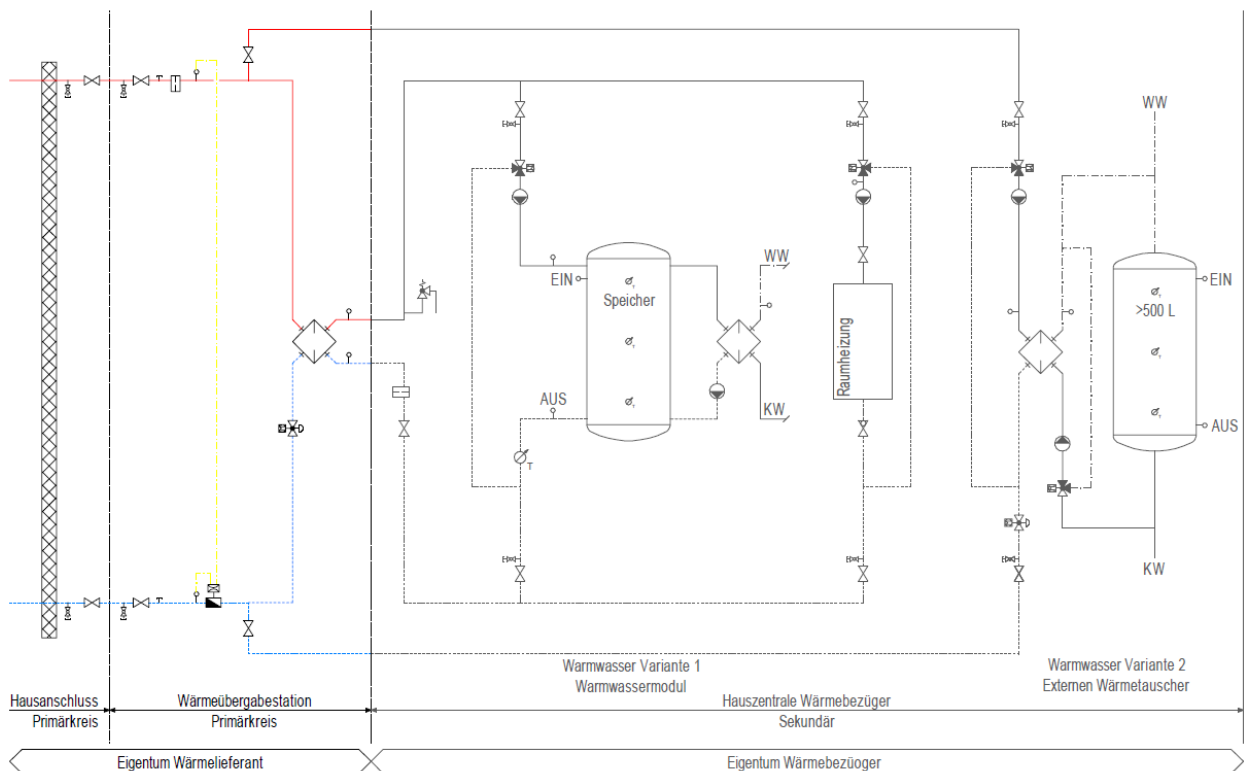 WW
WW
EIN
Speicher
EIN
>500 L
Raumheizung
AUS
KW
AUS
T
KW
Warmwasser Variante 1
Warmwassermodul
Warmwasser Variante 2
Externen Wärmetauscher
Hausanschluss
Wärmeübergabestation
Hauszentrale Wärmebezüger
Primärkreis
Primärkreis
Sekundär
Eigentum Wärmelieferant
Eigentum Wärmebezüoger